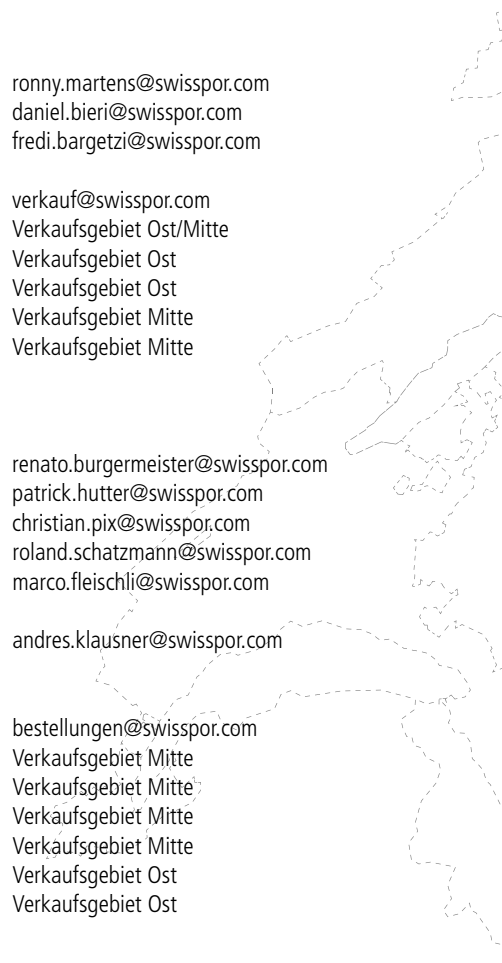 ronny.martens@swisspor.com
daniel.bieri@swisspor.com
fredi.bargetzi@swisspor.com
verkauf@swisspor.com
Verkaufsgebiet Ost/Mitte
Verkaufsgebiet Ost
Verkaufsgebiet Ost
Verkaufsgebiet Mitte
Verkaufsgebiet Mitte
renato.burgermeister@swisspor.com
patrick.hutter@swisspor.com
christian.pix@swisspor.com
roland.schatzmann@swisspor.com
marco.fleischli@swisspor.com
andres.klausner@swisspor.com
bestellungen@swisspor.com
Verkaufsgebiet Mitte
Verkaufsgebiet Mitte
Verkaufsgebiet Mitte
Verkaufsgebiet Mitte
Verkaufsgebiet Ost
Verkaufsgebiet Ost